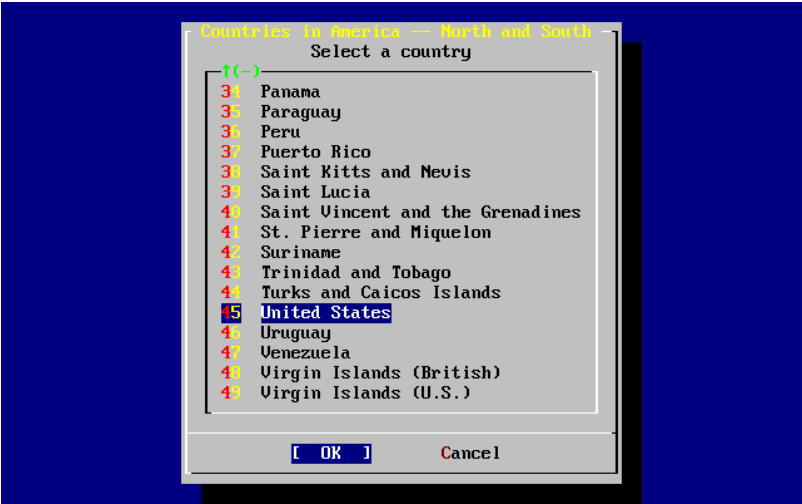 Countries in America -- North and South
Select a country
↑(-)
34 Panama
35 Paraguay
36 Peru
37 Puerto Rico
38 Saint Kitts and Nevis
39 Saint Lucia
40 Saint Vincent and the Grenadines
41 St. Pierre and Miquelon
42 Suriname
43 Trinidad and Tobago
44 Turks and Caicos Islands
45 United States
46 Uruguay
47 Venezuela
48 Virgin Islands (British)
49 Virgin Islands (U.S.)
[ OK ] Cancel